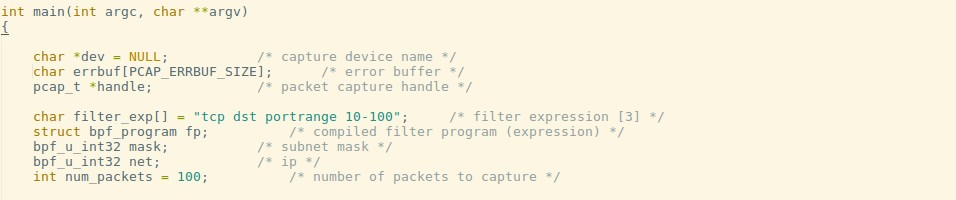 int main(int argc, char **argv)
{
char *dev = NULL; /* capture device name */
char errbuf[PCAP_ERRBUF_SIZE]; /* error buffer */
pcap_t *handle; /* packet capture handle */
char filter_exp[] = "tcp dst portrange 10-100"; /* filter expression [3] */
struct bpf_program fp; /* compiled filter program (expression) */
bpf_u_int32 mask; /* subnet mask */
bpf_u_int32 net; /* ip */
int num_packets = 100; /* number of packets to capture */